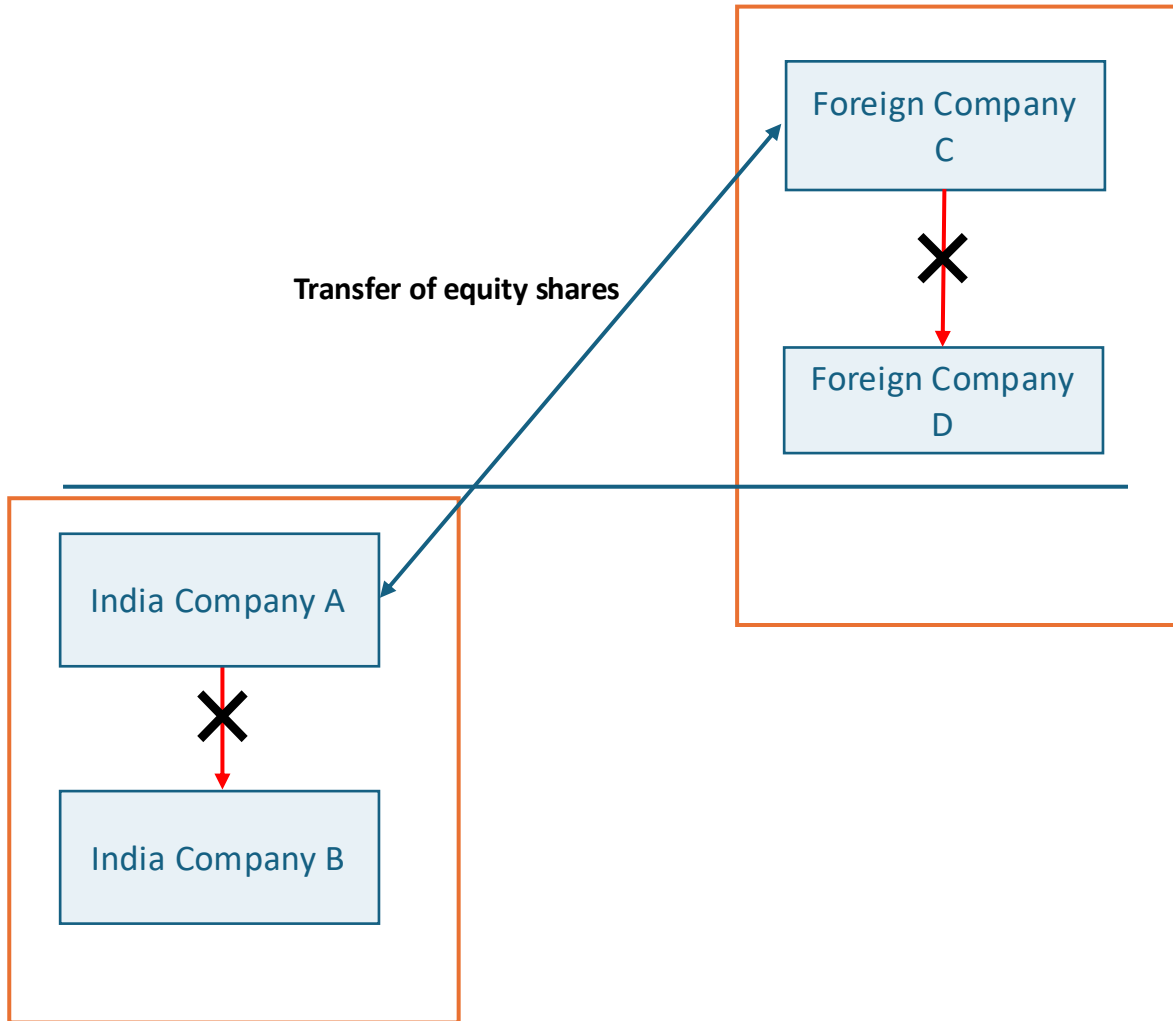 Foreign Company
C
Transfer of equity shares
Foreign Company
D
India Company A
India Company B